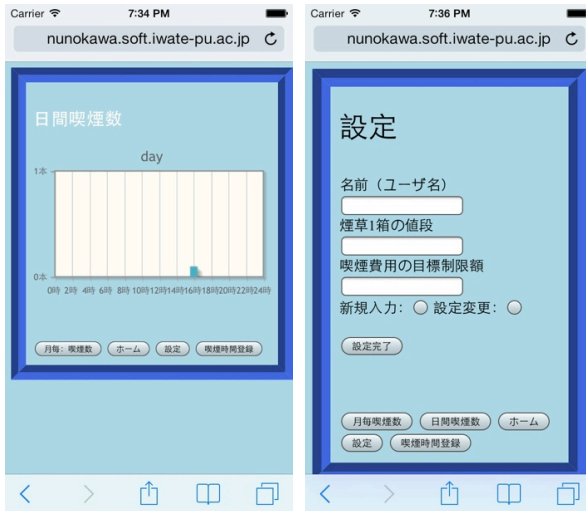 Carrier 7:34 PM
nunokawa.soft.iwate-pu.ac.jp
日間喫煙数
day
1本
0本
0時 2時 4時 6時 8時 10時12時14時16時18時20時22時24時
月毎: 喫煙数 ホーム 設定 喫煙時間登録
Carrier 7:36 PM
nunokawa.soft.iwate-pu.ac.jp
設定
名前（ユーザ名）
煙草1箱の値段
喫煙費用の目標制限額
新規入力: 設定変更:
設定完了
月毎喫煙数 日間喫煙数 ホーム
設定 喫煙時間登録